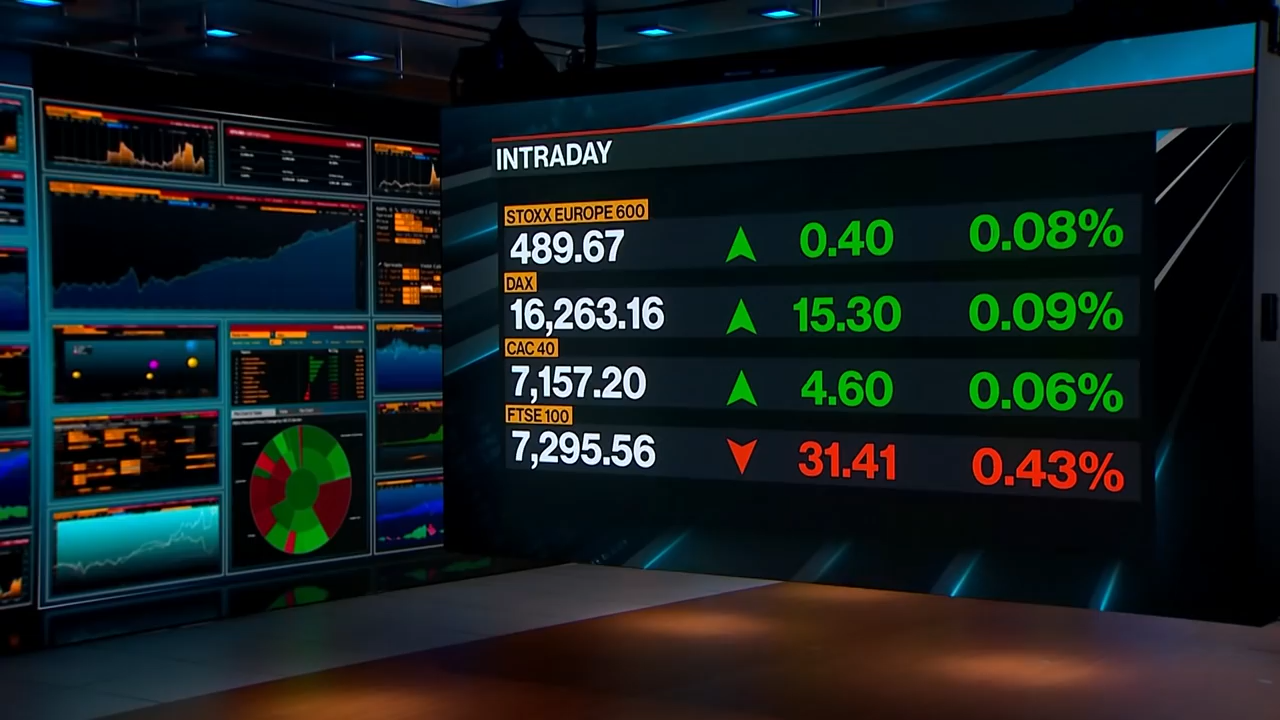 INTRADAY
STOXX EUROPE 600
489.67 0.40 0.08%
DAX
16,263.16 15.30 0.09%
CAC 40
7,157.20 4.60 0.06%
FTSE 100
7,295.56 31.41 0.43%